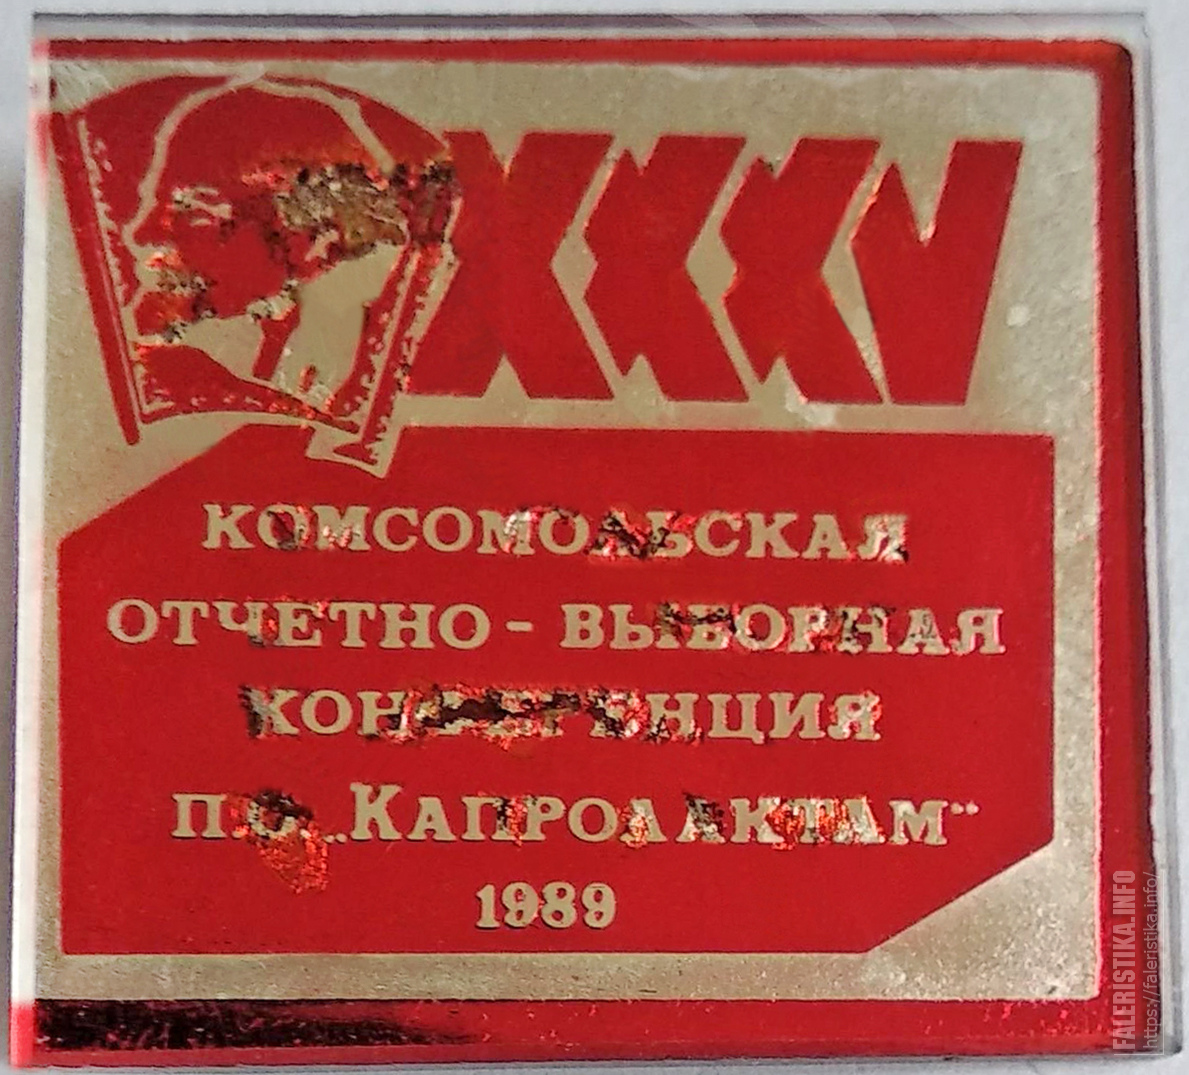 XXXV
КОМСОМОЛЬСКАЯ
ОТЧЕТНО-ВЫБОРНАЯ
КОНФЕРЕНЦИЯ
П.О. „КАПРОЛАКТАМ"
1989
FALERISTIKA.INFO
https://faleristika.info/